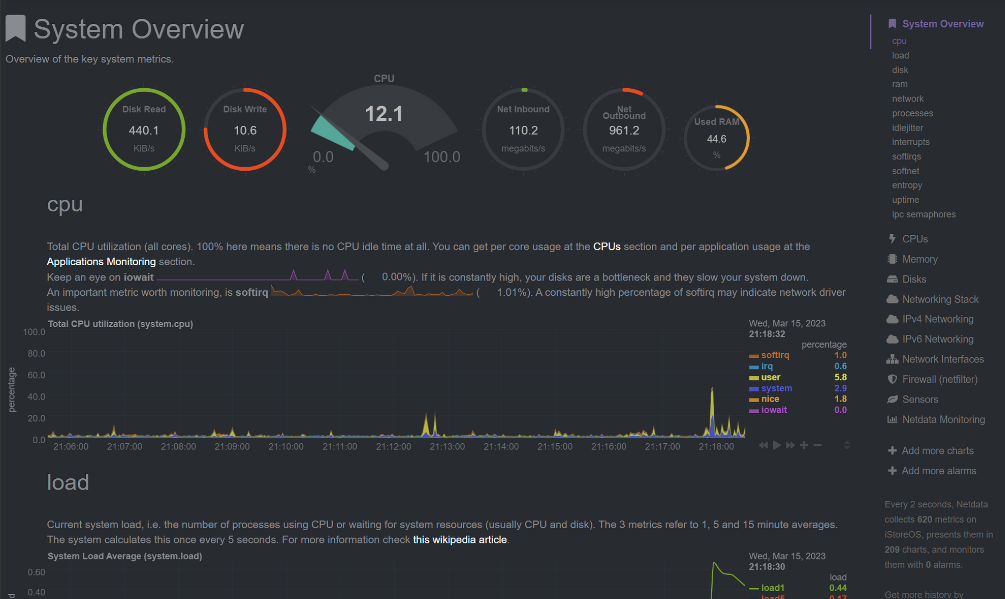 System Overview
Overview of the key system metrics.
Disk Read
440.1
KiB/s
Disk Write
10.6
KiB/s
CPU
12.1
0.0
100.0
%
Net Inbound
110.2
megabits/s
Net
Outbound
961.2
megabits/s
Used RAM
44.6
%
cpu
Total CPU utilization (all cores). 100% here means there is no CPU idle time at all. You can get per core usage at the CPUs section and per application usage at the
Applications Monitoring section.
Keep an eye on iowait ( 0.00%). If it is constantly high, your disks are a bottleneck and they slow your system down.
An important metric worth monitoring, is softirq ( 1.01%). A constantly high percentage of softirq may indicate network driver
issues.
Total CPU utilization (system.cpu)
100.0
80.0
60.0
40.0
20.0
0.0
percentage
21:06:00 21:07:00 21:08:00 21:09:00 21:10:00 21:11:00 21:12:00 21:13:00 21:14:00 21:15:00 21:16:00 21:17:00 21:18:00
Wed, Mar 15, 2023
21:18:32
percentage
softirq 1.0
irq 0.6
user 5.8
system 2.9
nice 1.8
iowait 0.0
load
Current system load, i.e. the number of processes using CPU or waiting for system resources (usually CPU and disk). The 3 metrics refer to 1, 5 and 15 minute averages.
The system calculates this once every 5 seconds. For more information check this wikipedia article.
System Load Average (system.load)
0.60
0.40
Wed, Mar 15, 2023
21:18:30
load
load1 0.44
load5 0.17
System Overview
cpu
load
disk
ram
network
processes
idlejitter
interrupts
softirqs
softnet
entropy
uptime
ipc semaphores
CPUs
Memory
Disks
Networking Stack
IPv4 Networking
IPv6 Networking
Network Interfaces
Firewall (netfilter)
Sensors
Netdata Monitoring
Add more charts
Add more alarms
Every 2 seconds, Netdata
collects 620 metrics on
iStoreOS, presents them in
209 charts, and monitors
them with 0 alarms.
Get more history by